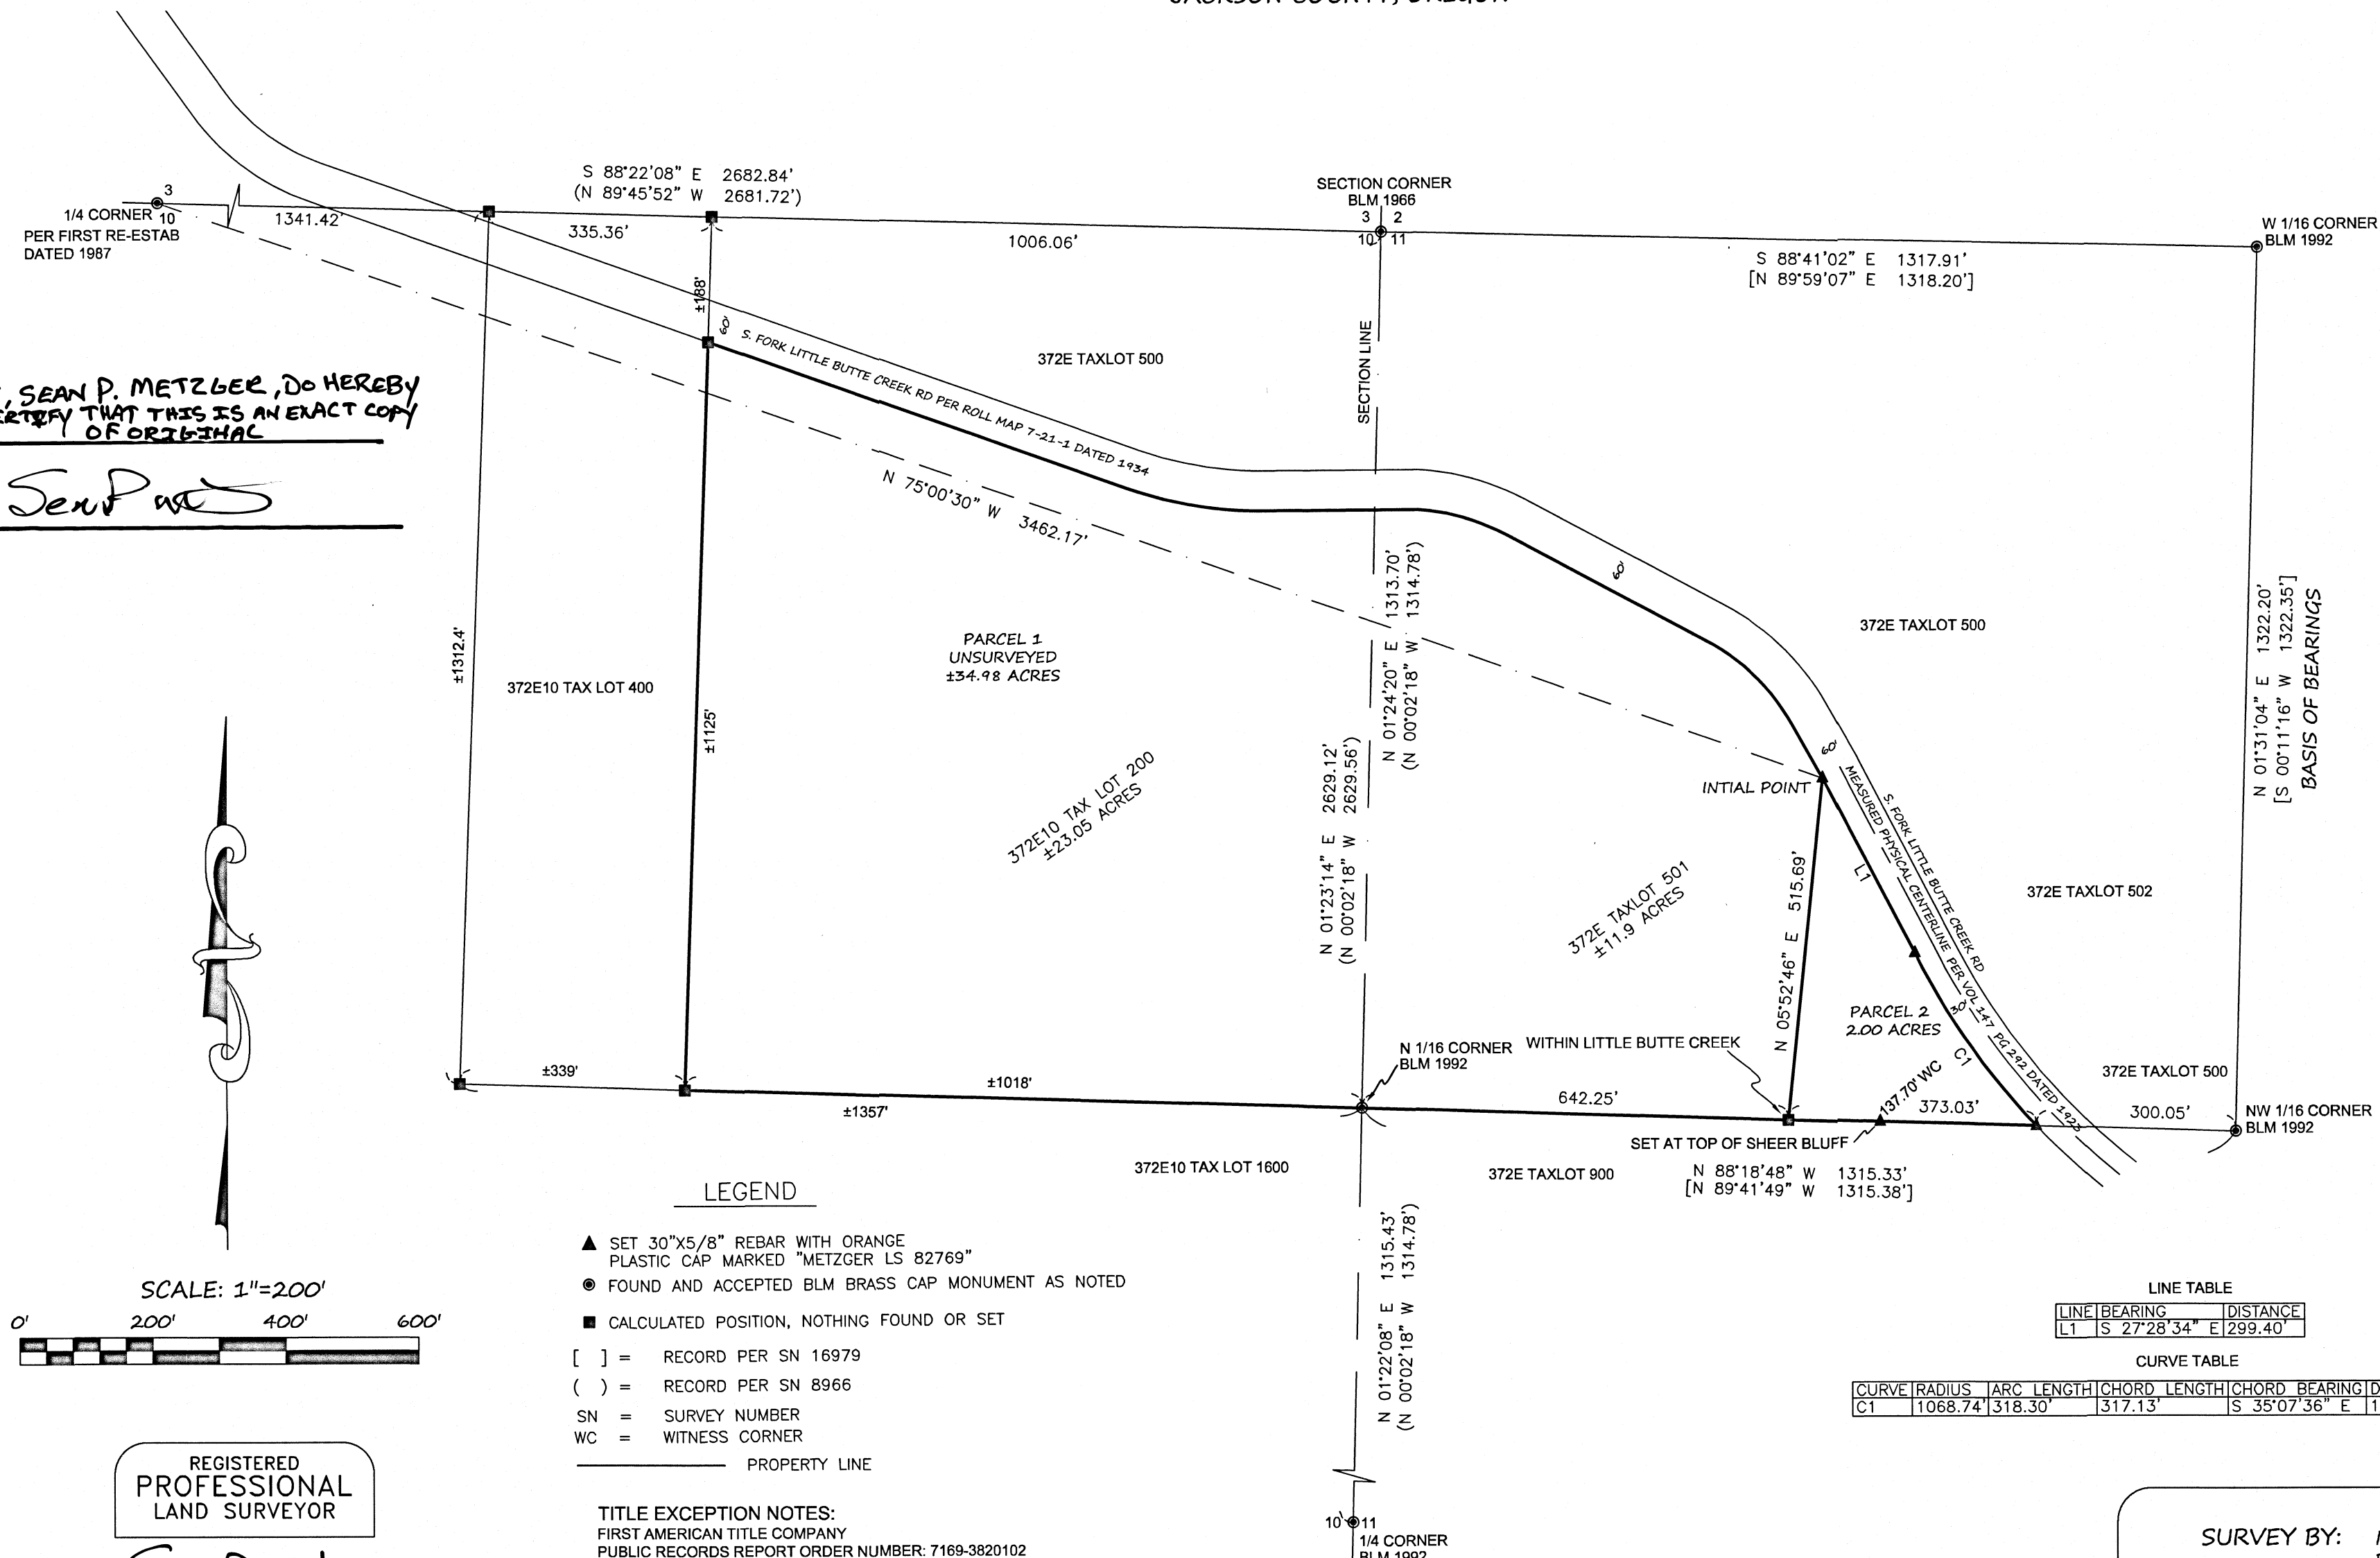 S 88°22'08" E 2682.84'
(N 89°45'52" W 2681.72')
3
1/4 CORNER 10
PER FIRST RE-ESTAB
DATED 1987
1341.42'
335.36'
1006.06'
SECTION CORNER
BLM 1966
3 2
10 11
W 1/16 CORNER
BLM 1992
S 88°41'02" E 1317.91'
[N 89°59'07" E 1318.20']
±188'
60'
S. FORK LITTLE BUTTE CREEK RD PER ROLL MAP 7-21-1 DATED 1934
372E TAXLOT 500
SECTION LINE
, SEAN P. METZGER, DO HEREBY
ERTIFY THAT THIS IS AN EXACT COPY
OF ORIGINAL
N 75°00'30" W 3462.17'
60'
N 01°24'20" E 1313.70'
(N 00°02'18" W 1314.78')
372E TAXLOT 500
N 01°31'04" E 1322.20'
[S 00°11'16" W 1322.35']
BASIS OF BEARINGS
±1312.4'
372E10 TAX LOT 400
±1125'
PARCEL 1
UNSURVEYED
±34.98 ACRES
372E10 TAX LOT 200
±23.05 ACRES
N 01°23'14" E 2629.12'
(N 00°02'18" W 2629.56')
60'
INTIAL POINT
MEASURED PHYSICAL CENTERLINE PER VOL 147 PG 292 DATED 1923
S. FORK LITTLE BUTTE CREEK RD
L1
372E TAXLOT 501
±11.9 ACRES
N 05°52'46" E 515.69'
372E TAXLOT 502
PARCEL 2
2.00 ACRES
30'
C1
N 1/16 CORNER
BLM 1992
WITHIN LITTLE BUTTE CREEK
±339'
±1018'
±1357'
642.25'
137.70' WC
373.03'
372E TAXLOT 500
300.05'
NW 1/16 CORNER
BLM 1992
SET AT TOP OF SHEER BLUFF
372E10 TAX LOT 1600
372E TAXLOT 900
N 88°18'48" W 1315.33'
[N 89°41'49" W 1315.38']
N 01°22'08" E 1315.43'
(N 00°02'18" W 1314.78')
LEGEND
SET 30"X5/8" REBAR WITH ORANGE
PLASTIC CAP MARKED "METZGER LS 82769"
FOUND AND ACCEPTED BLM BRASS CAP MONUMENT AS NOTED
CALCULATED POSITION, NOTHING FOUND OR SET
[ ] = RECORD PER SN 16979
( ) = RECORD PER SN 8966
SN = SURVEY NUMBER
WC = WITNESS CORNER
PROPERTY LINE
SCALE: 1"=200'
0' 200' 400' 600'
LINE TABLE
LINE BEARING DISTANCE
L1 S 27°28'34" E 299.40'
CURVE TABLE
CURVE RADIUS ARC LENGTH CHORD LENGTH CHORD BEARING D
C1 1068.74' 318.30' 317.13' S 35°07'36" E 1
REGISTERED
PROFESSIONAL
LAND SURVEYOR
TITLE EXCEPTION NOTES:
FIRST AMERICAN TITLE COMPANY
PUBLIC RECORDS REPORT ORDER NUMBER: 7169-3820102
10 11
1/4 CORNER
BLM 1992
SURVEY BY: